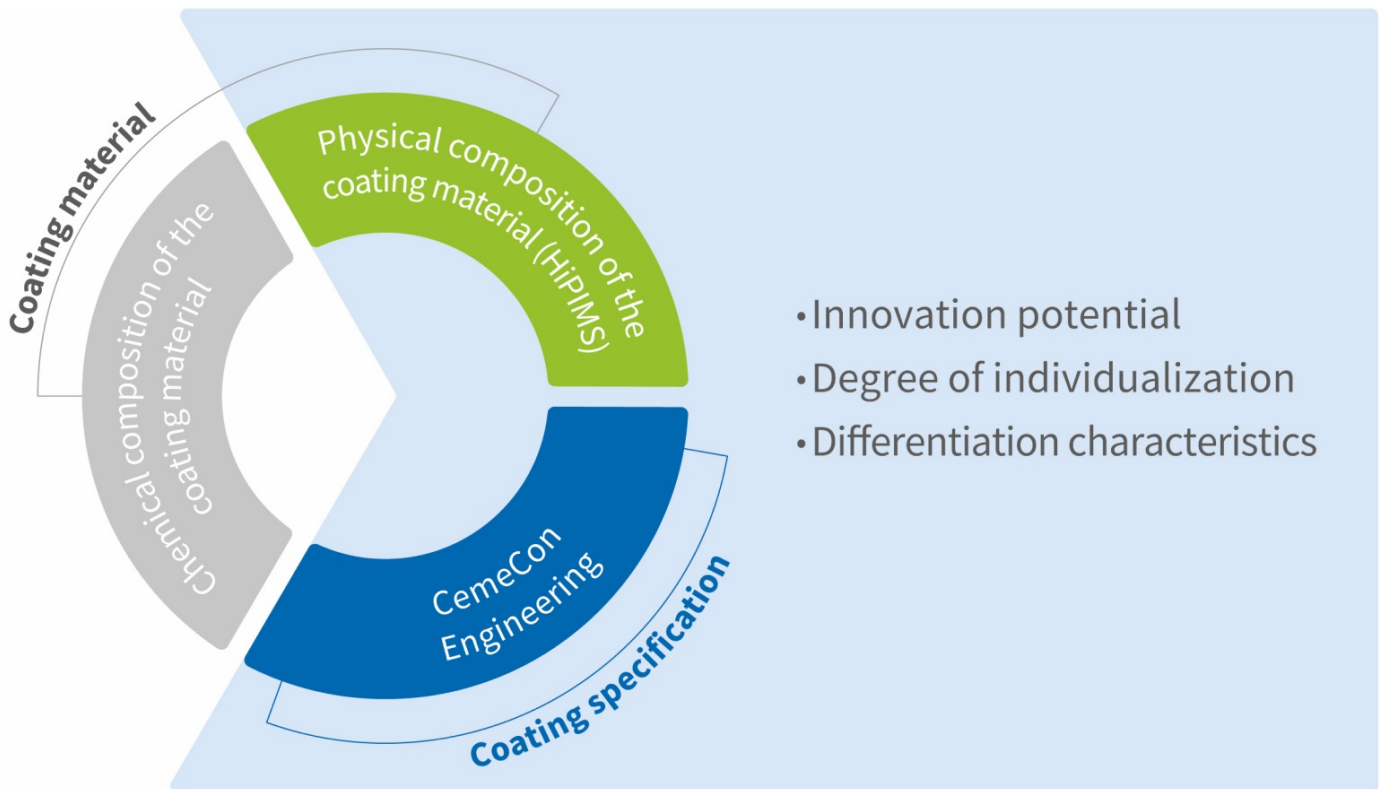 Coating material
Physical composition of the
coating material (HiPIMS)
Chemical composition of the
coating material
CemeCon
Engineering
Coating specification
•Innovation potential
•Degree of individualization
•Differentiation characteristics